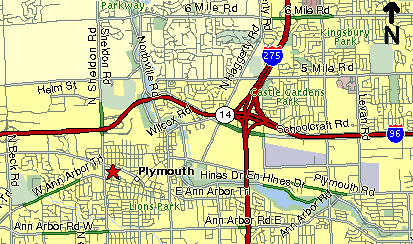 Parkway
6 Mile Rd
6 Mile Rd
Kingsbury
Park
N
Sheldon Rd
Northville Rd
N Haggerty Rd
275
5 Mile Rd
Helm St
Castle Gardens
Park
Levan Rd
14
Wilcox Rd
Schoolcraft Rd
96
N Beck Rd
W Ann Arbor Trl
Plymouth
Hines Dr
En Hines Dr
Plymouth Rd
E Ann Arbor Trl
Lions Park
Ann Arbor Rd W
Ann Arbor Rd E
Ann Arbor Rd